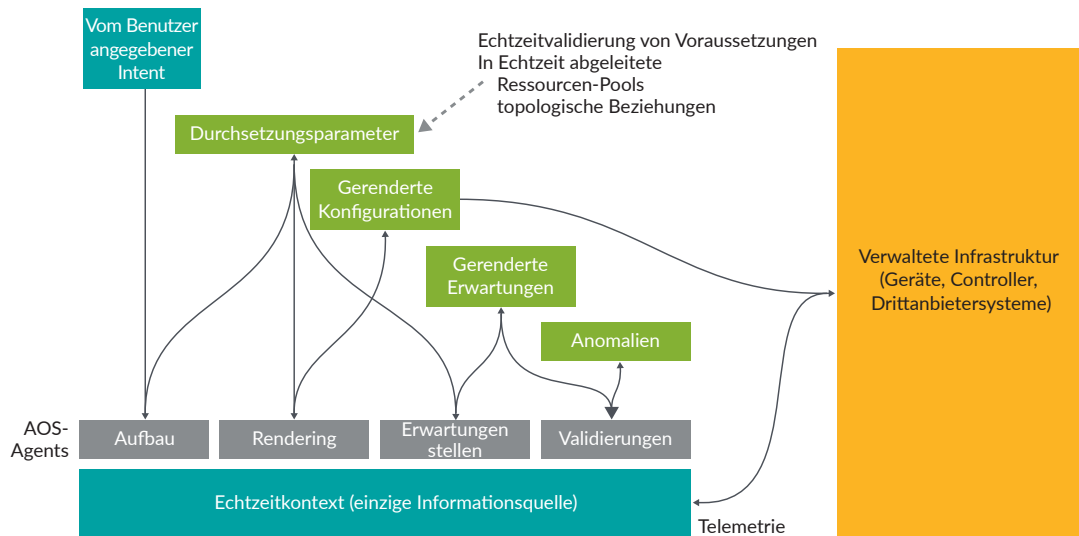 Vom Benutzer
angegebener
Intent
Echtzeitvalidierung von Voraussetzungen
In Echtzeit abgeleitete
Ressourcen-Pools
topologische Beziehungen
Durchsetzungsparameter
Gerenderte
Konfigurationen
Gerenderte
Erwartungen
Anomalien
Verwaltete Infrastruktur
(Geräte, Controller,
Drittanbietersysteme)
AOS-
Agents
Aufbau
Rendering
Erwartungen
stellen
Validierungen
Echtzeitkontext (einzige Informationsquelle)
Telemetrie